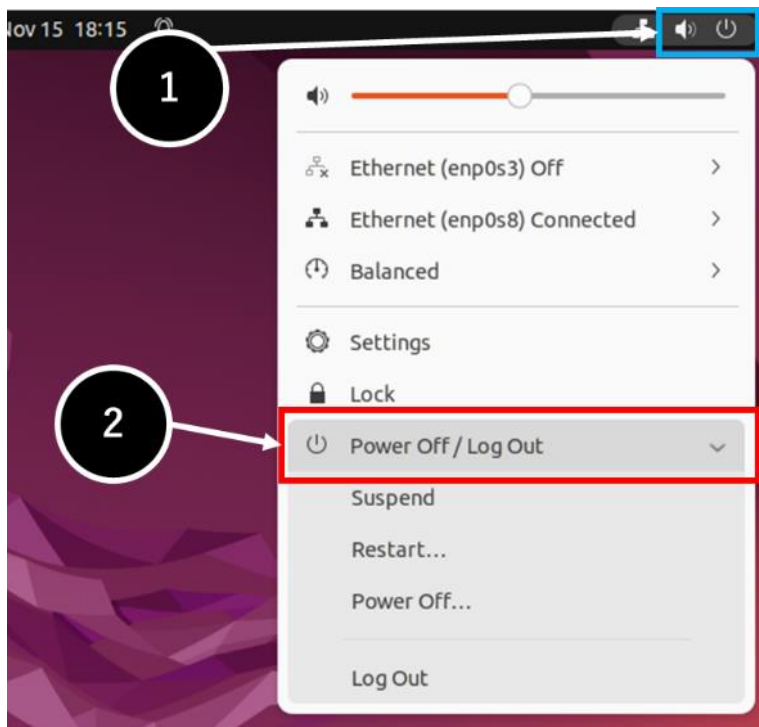 Nov 15 18:15
1
Ethernet (enp0s3) Off
Ethernet (enp0s8) Connected
Balanced
Settings
Lock
2
Power Off / Log Out
Suspend
Restart...
Power Off...
Log Out